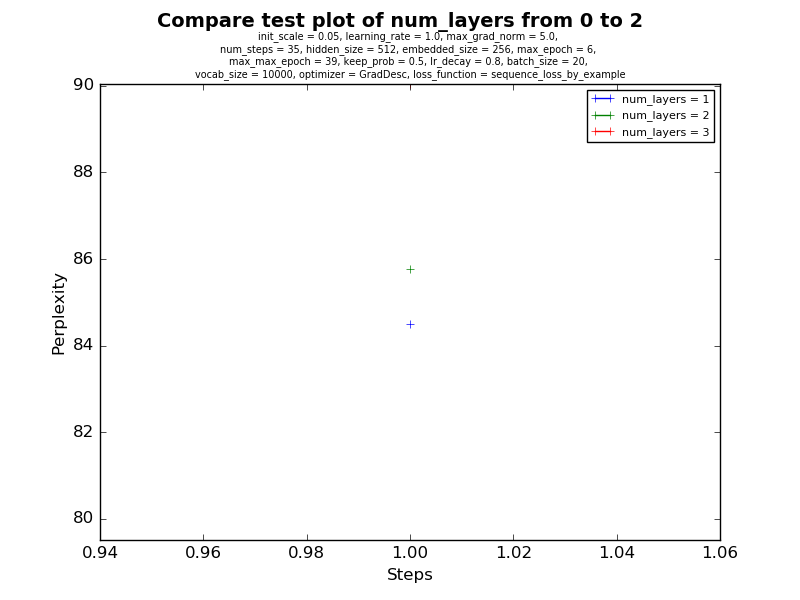 Compare test plot of num_layers from 0 to 2
init_scale = 0.05, learning_rate = 1.0, max_grad_norm = 5.0,
num_steps = 35, hidden_size = 512, embedded_size = 256, max_epoch = 6,
max_max_epoch = 39, keep_prob = 0.5, lr_decay = 0.8, batch_size = 20,
vocab_size = 10000, optimizer = GradDesc, loss_function = sequence_loss_by_example
num_layers = 1
num_layers = 2
num_layers = 3
Perplexity
90
88
86
84
82
80
0.94 0.96 0.98 1.00 1.02 1.04 1.06
Steps